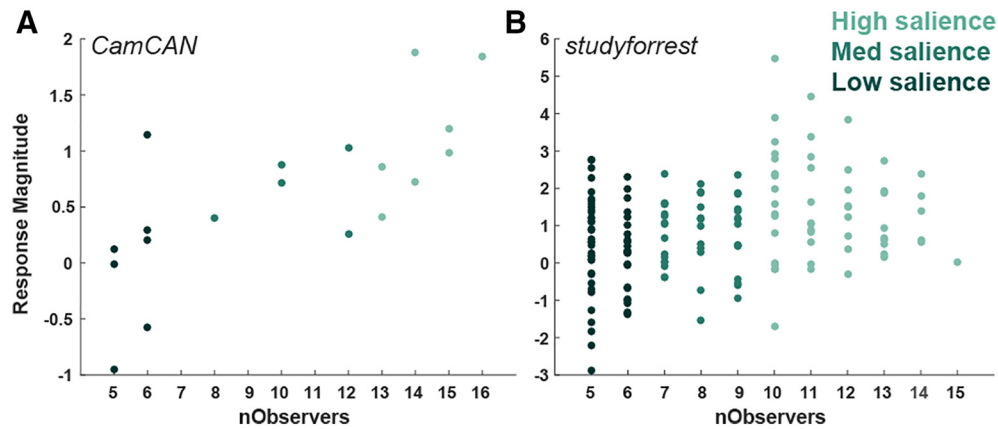 A
CamCAN
Response Magnitude
2
1.5
1
0.5
0
-0.5
-1
5 6 7 8 9 10 11 12 13 14 15 16
nObservers
B
studyforrest
High salience
Med salience
Low salience
6
5
4
3
2
1
0
-1
-2
-3
5 6 7 8 9 10 11 12 13 14 15
nObservers